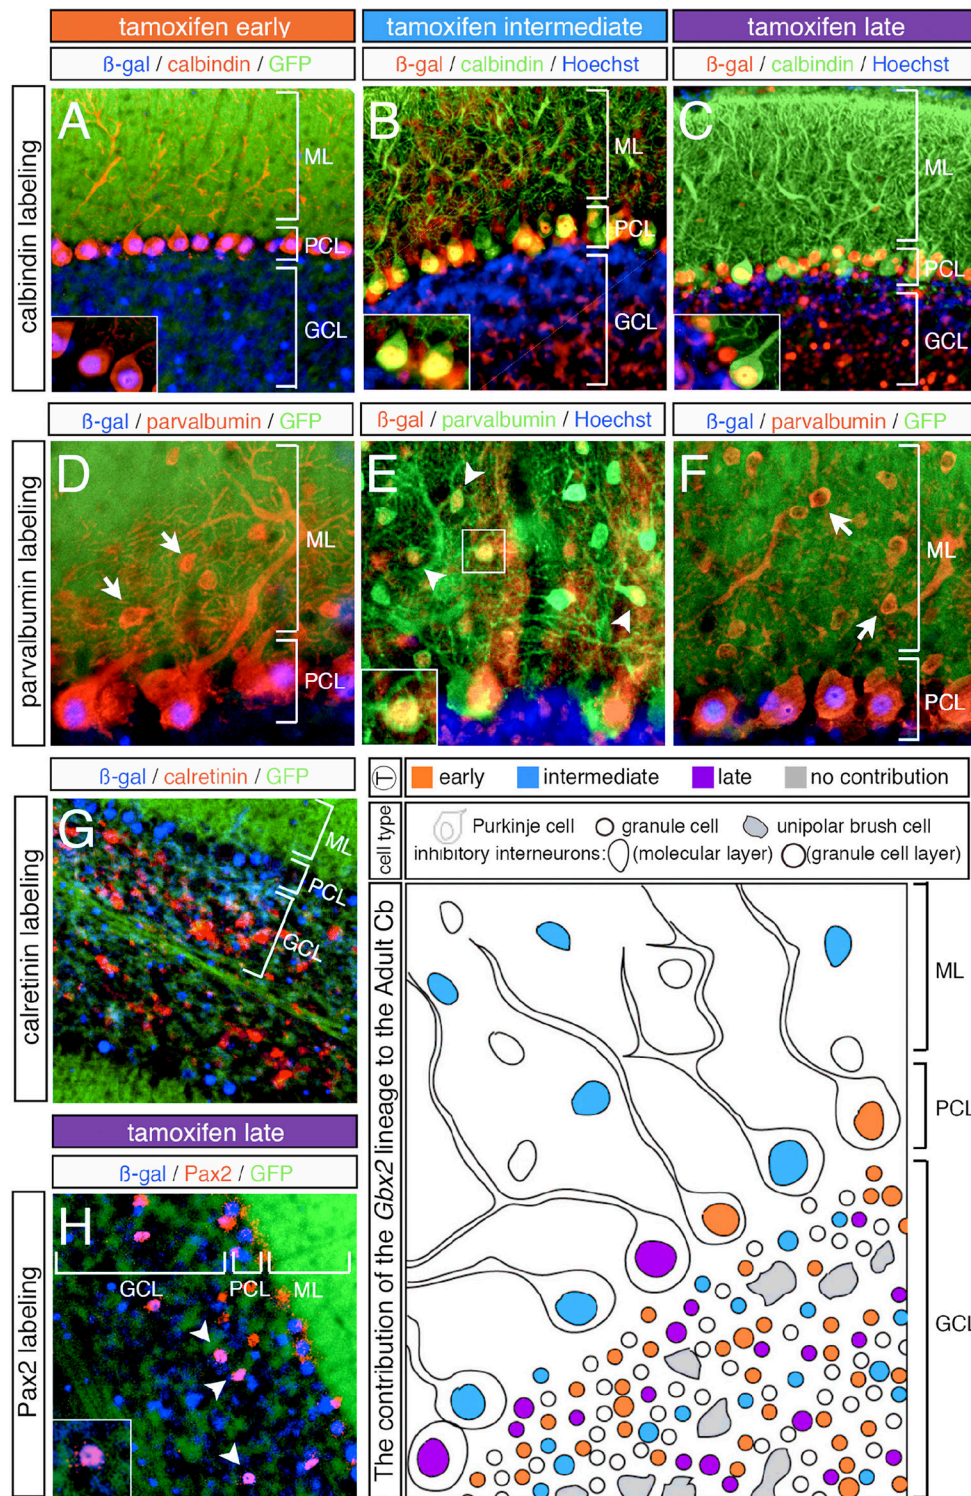 tamoxifen early
tamoxifen intermediate
tamoxifen late
ß-gal / calbindin / GFP
ß-gal / calbindin / Hoechst
ß-gal / calbindin / Hoechst
calbindin labeling
A
ML
PCL
GCL
B
ML
PCL
GCL
C
ML
PCL
GCL
ß-gal / parvalbumin / GFP
ß-gal / parvalbumin / Hoechst
ß-gal / parvalbumin / GFP
parvalbumin labeling
D
ML
PCL
E
F
ML
PCL
ß-gal / calretinin / GFP
calretinin labeling
G
ML
PCL
GCL
tamoxifen late
ß-gal / Pax2 / GFP
Pax2 labeling
H
GCL
PCL
ML
T early intermediate late no contribution
cell type
Purkinje cell granule cell unipolar brush cell
inhibitory interneurons: (molecular layer) (granule cell layer)
The contribution of the Gbx2 lineage to the Adult Cb
ML
PCL
GCL